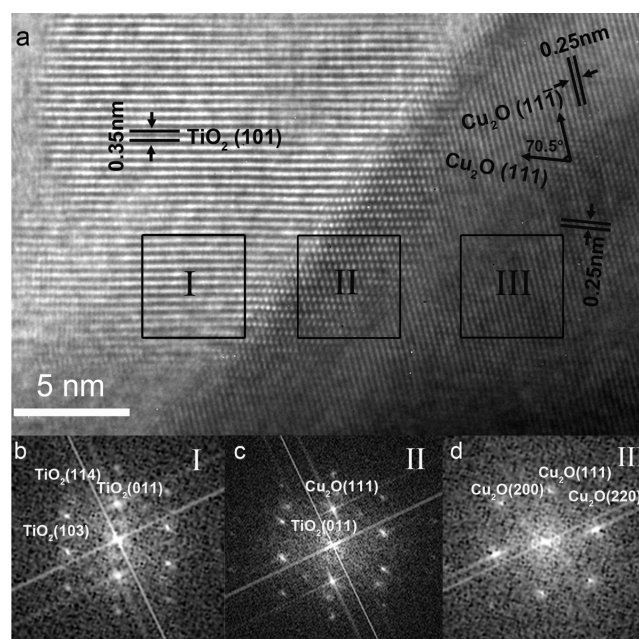 a
0.25nm
Cu₂O (111̄)
0.35nm
TiO₂ (101)
70.5°
Cu₂O (111)
0.25nm
I
II
III
5 nm
b
I
TiO₂(114)
TiO₂(011)
TiO₂(103)
c
II
Cu₂O(111)
TiO₂(011)
d
III
Cu₂O(111)
Cu₂O(200)
Cu₂O(220)